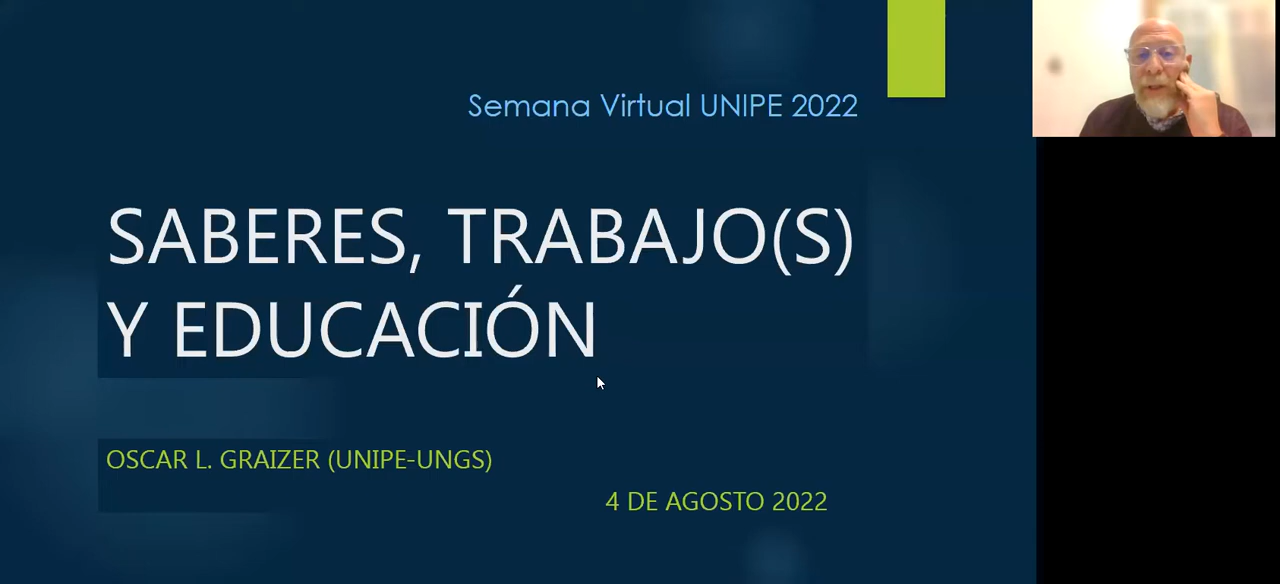 Semana Virtual UNIPE 2022
SABERES, TRABAJO(S)
Y EDUCACIÓN
OSCAR L. GRAIZER (UNIPE-UNGS)
4 DE AGOSTO 2022